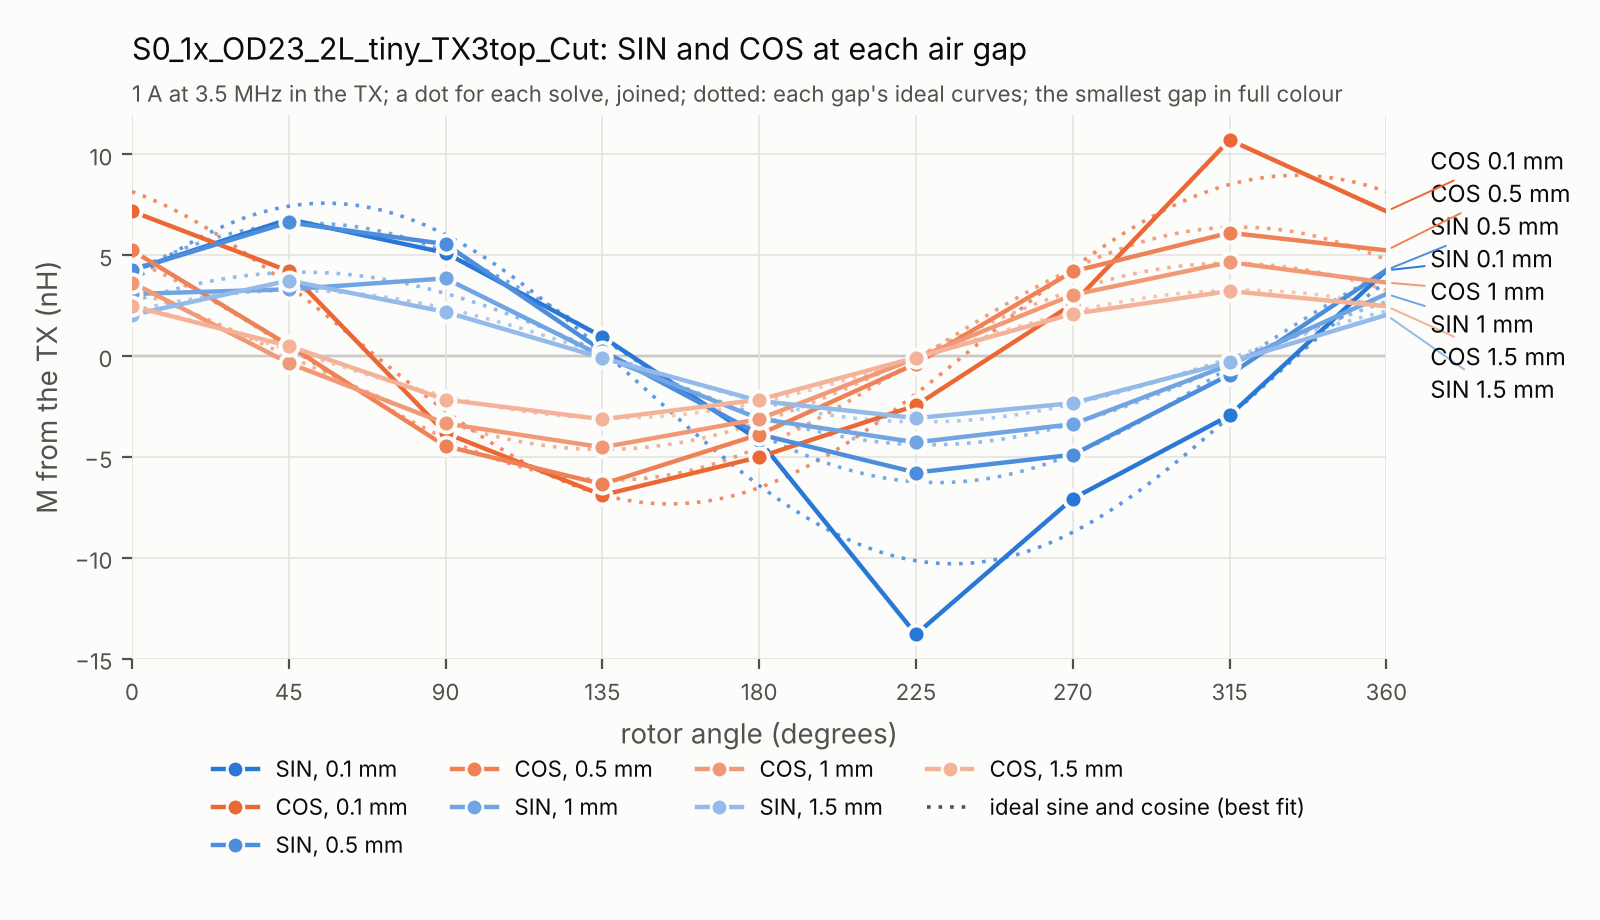 S0_1x_OD23_2L_tiny_TX3top_Cut: SIN and COS at each air gap
1 A at 3.5 MHz in the TX; a dot for each solve, joined; dotted: each gap's ideal curves; the smallest gap in full colour
M from the TX (nH)
10
5
0
−5
−10
−15
COS 0.1 mm
COS 0.5 mm
SIN 0.5 mm
SIN 0.1 mm
COS 1 mm
SIN 1 mm
COS 1.5 mm
SIN 1.5 mm
0 45 90 135 180 225 270 315 360
rotor angle (degrees)
SIN, 0.1 mm COS, 0.5 mm COS, 1 mm COS, 1.5 mm
COS, 0.1 mm SIN, 1 mm SIN, 1.5 mm ideal sine and cosine (best fit)
SIN, 0.5 mm